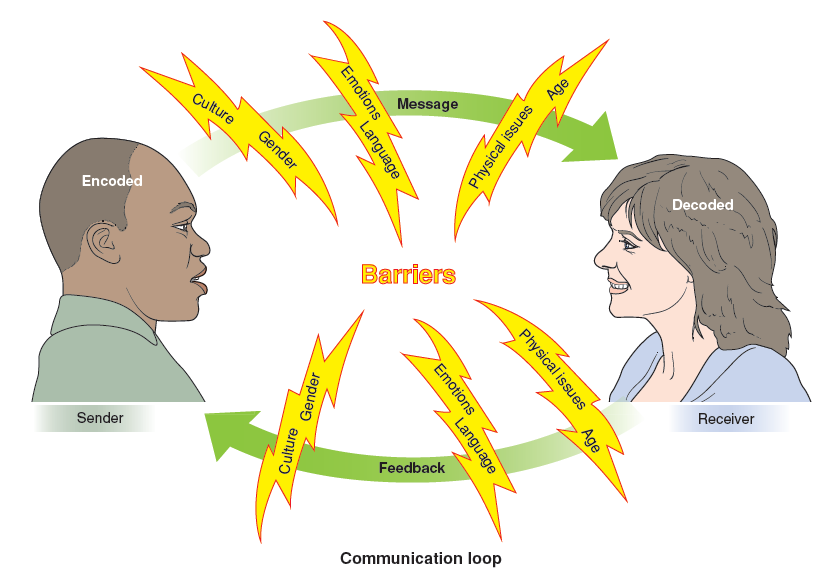 Culture
Gender
Emotions
Language
Message
Physical issues
Age
Encoded
Decoded
Barriers
Culture
Gender
Emotions
Language
Physical issues
Age
Sender
Receiver
Feedback
Communication loop